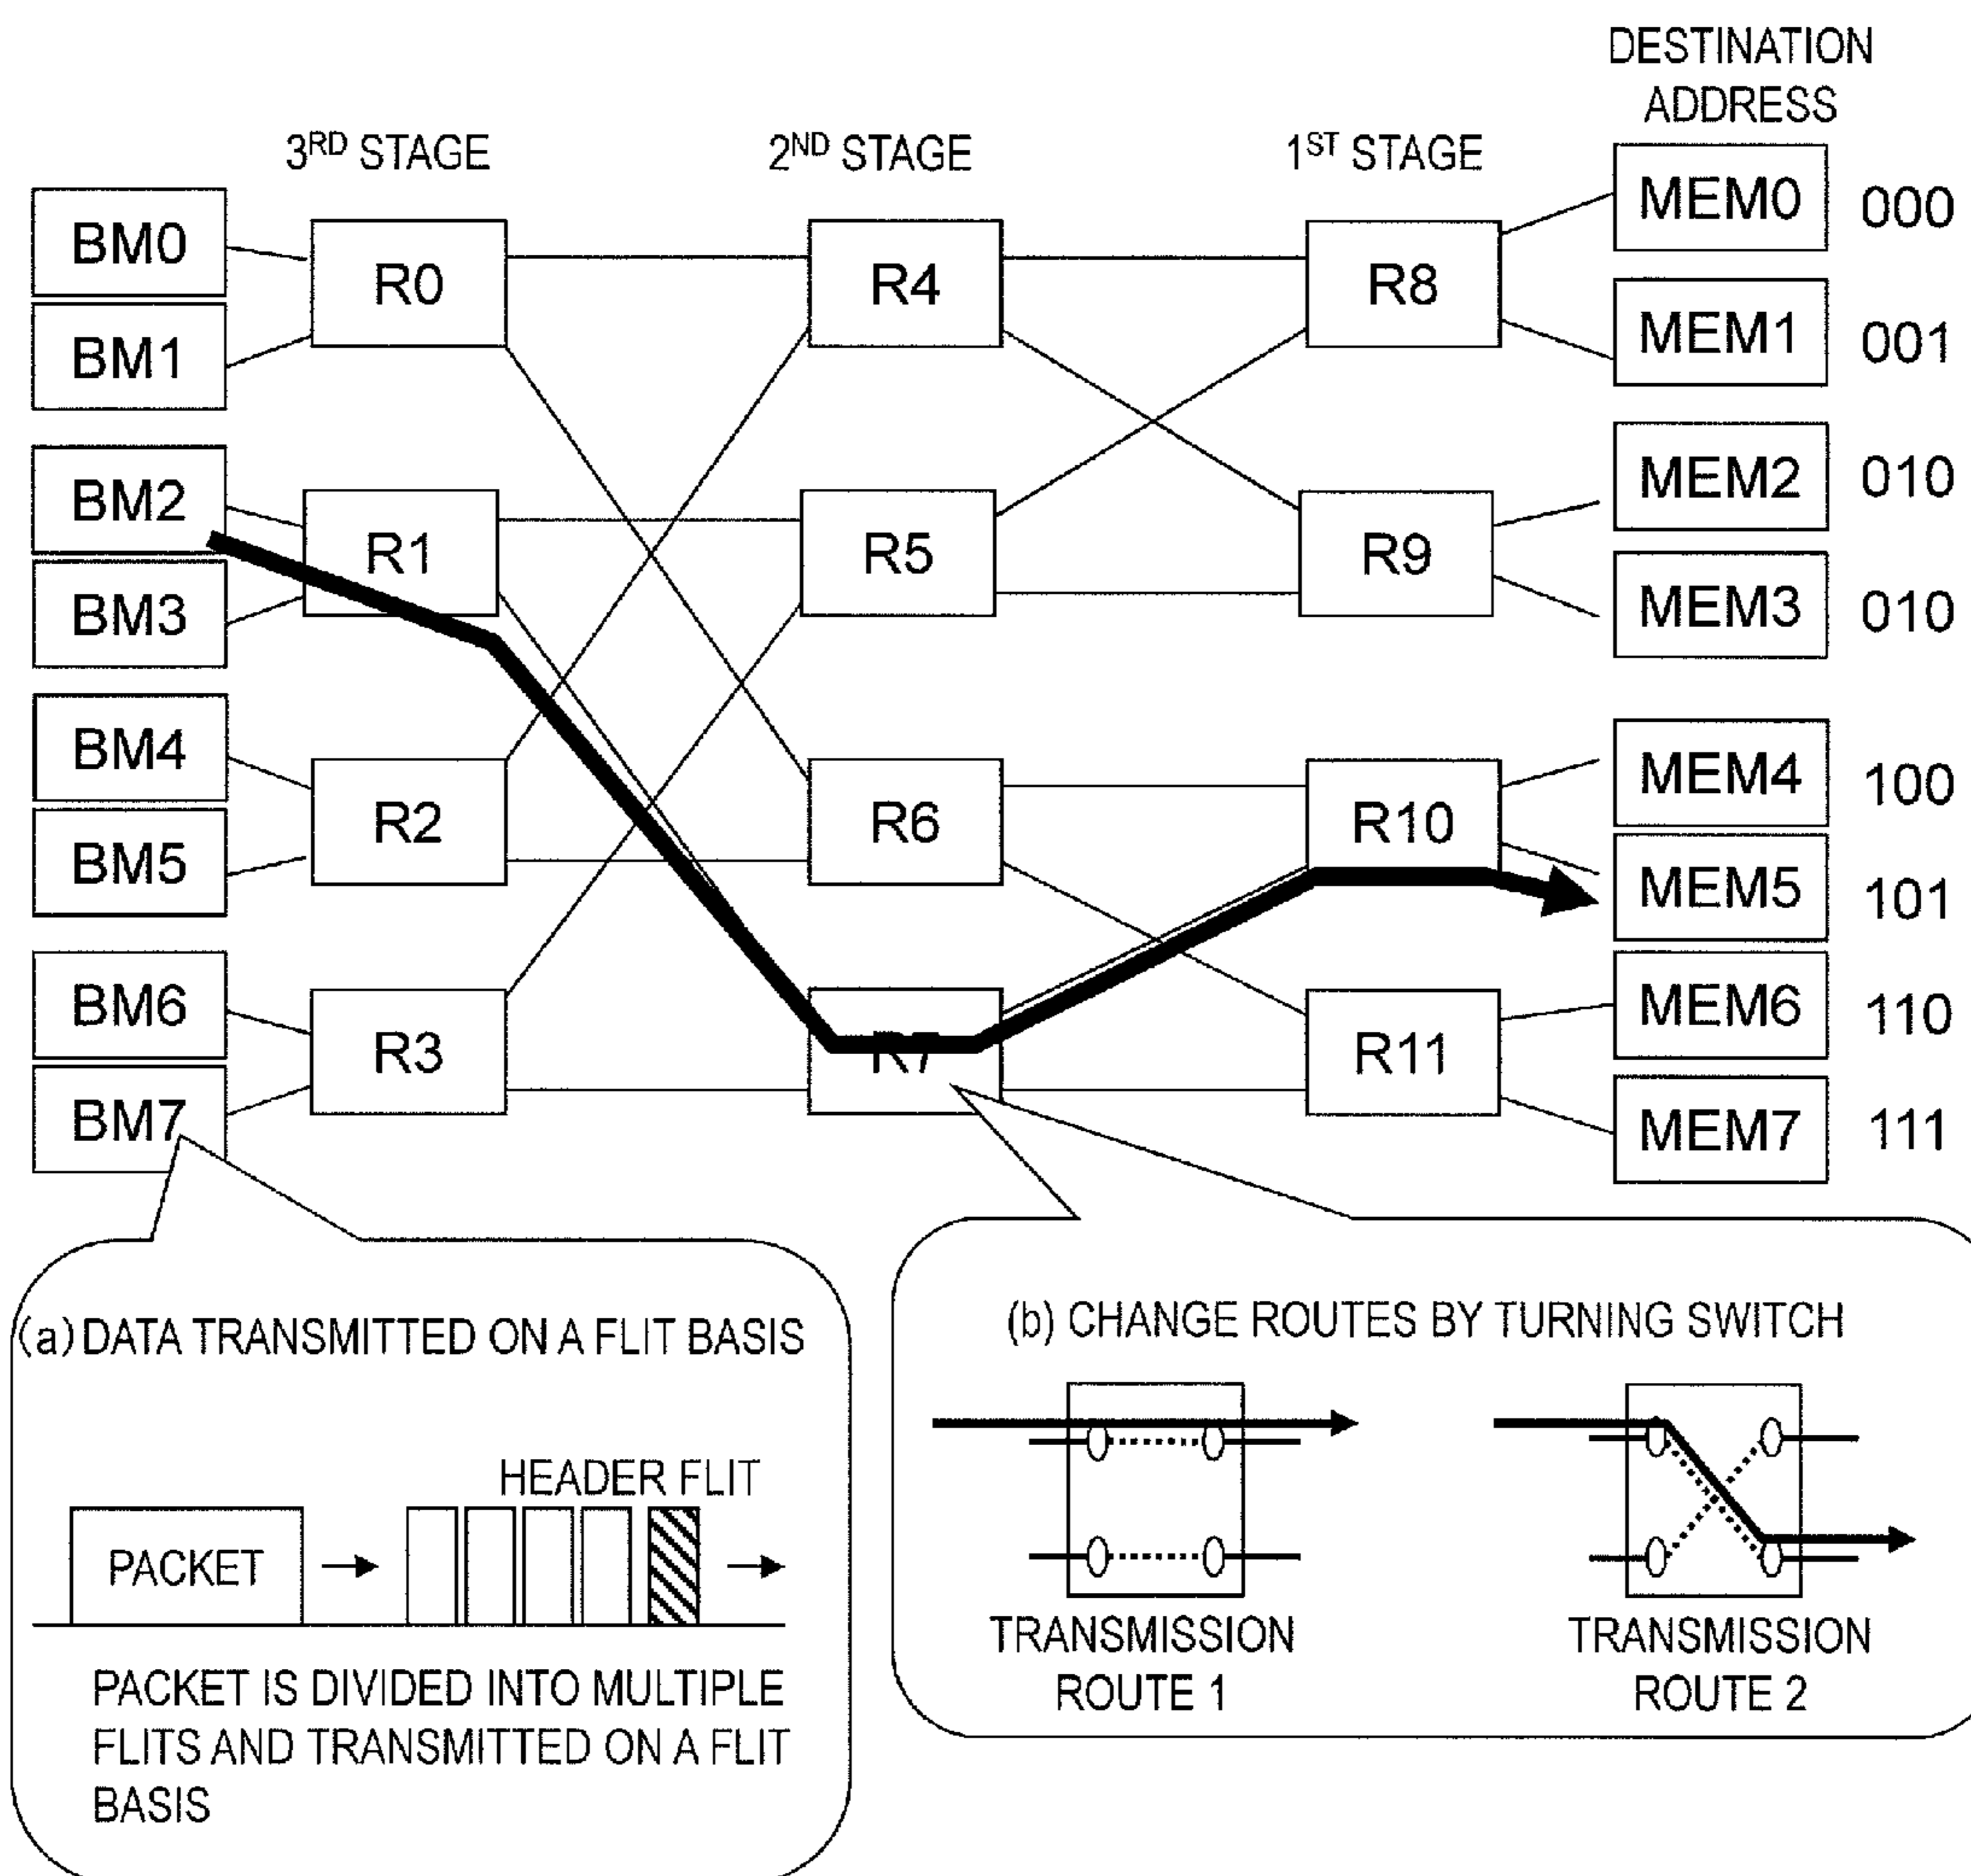 DESTINATION
ADDRESS
3RD STAGE 2ND STAGE 1ST STAGE
BM0 R0 R4 R8 MEM0 000
BM1 MEM1 001
BM2 R1 R5 R9 MEM2 010
BM3 MEM3 010
BM4 R2 R6 R10 MEM4 100
BM5 MEM5 101
BM6 R3 R7 R11 MEM6 110
BM7 MEM7 111
(a) DATA TRANSMITTED ON A FLIT BASIS
HEADER FLIT
PACKET
PACKET IS DIVIDED INTO MULTIPLE
FLITS AND TRANSMITTED ON A FLIT
BASIS
(b) CHANGE ROUTES BY TURNING SWITCH
TRANSMISSION
ROUTE 1
TRANSMISSION
ROUTE 2